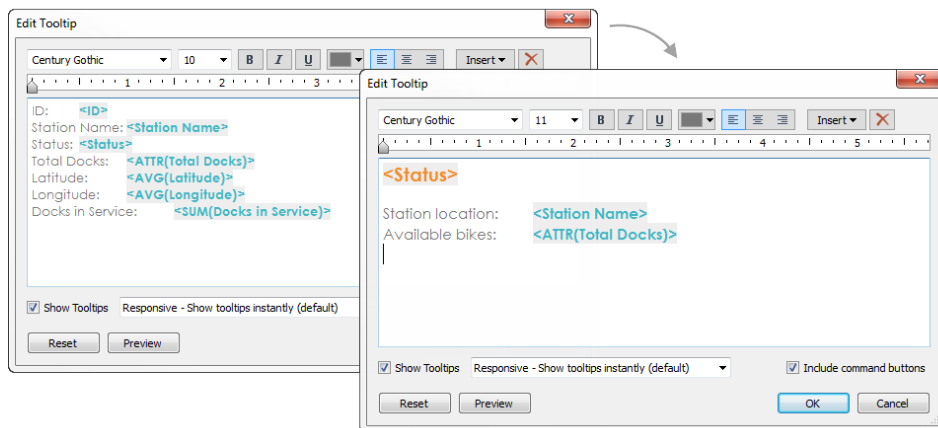 Edit Tooltip
Century Gothic 10 B I U Insert
1 2 3
ID: <ID>
Station Name: <Station Name>
Status: <Status>
Total Docks: <ATTR(Total Docks)>
Latitude: <AVG(Latitude)>
Longitude: <AVG(Longitude)>
Docks in Service: <SUM(Docks in Service)>
Show Tooltips Responsive - Show tooltips instantly (default)
Reset Preview
Edit Tooltip
Century Gothic 11 B I U Insert
1 2 3 4 5
<Status>
Station location: <Station Name>
Available bikes: <ATTR(Total Docks)>
Show Tooltips Responsive - Show tooltips instantly (default) Include command buttons
Reset Preview OK Cancel